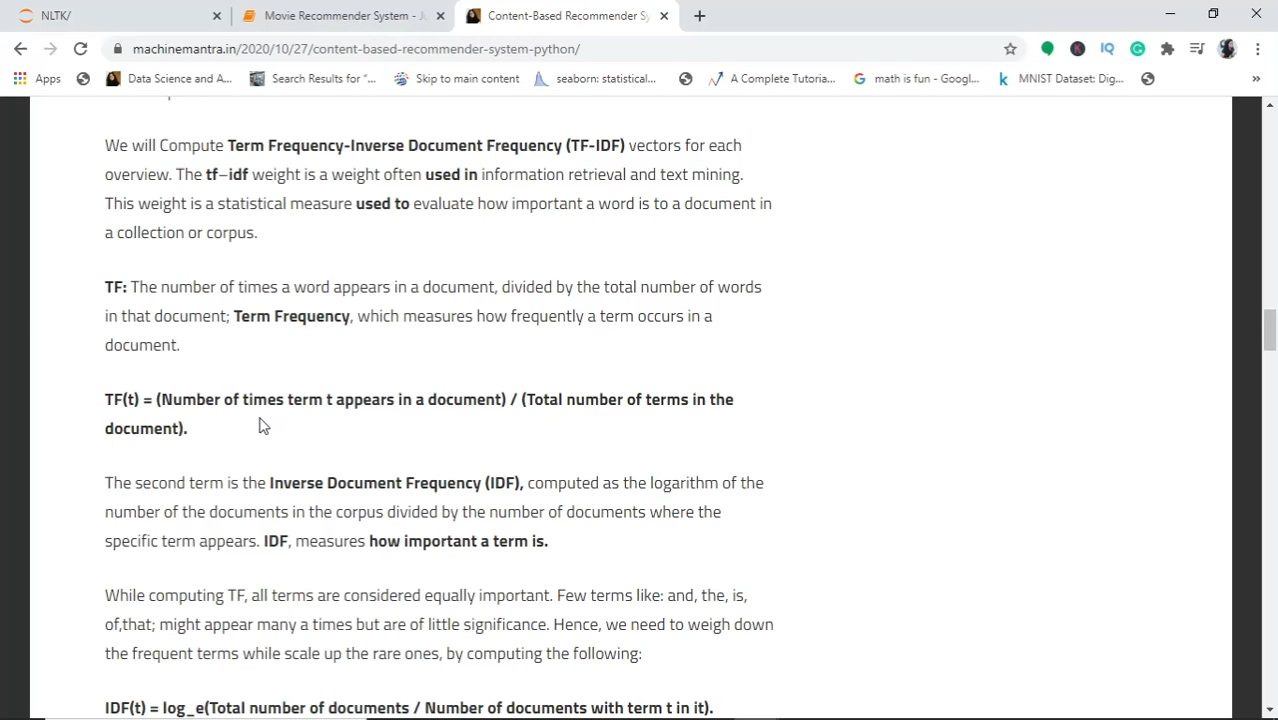 NLTK/
Movie Recommender System - Ju
Content-Based Recommender Sy
machinemantra.in/2020/10/27/content-based-recommender-system-python/
Apps
Data Science and A...
Search Results for "...
Skip to main content
seaborn: statistical...
A Complete Tutoria...
math is fun - Googl...
MNIST Dataset: Dig...
We will Compute Term Frequency-Inverse Document Frequency (TF-IDF) vectors for each
overview. The tf–idf weight is a weight often used in information retrieval and text mining.
This weight is a statistical measure used to evaluate how important a word is to a document in
a collection or corpus.
TF: The number of times a word appears in a document, divided by the total number of words
in that document; Term Frequency, which measures how frequently a term occurs in a
document.
TF(t) = (Number of times term t appears in a document) / (Total number of terms in the
document).
The second term is the Inverse Document Frequency (IDF), computed as the logarithm of the
number of the documents in the corpus divided by the number of documents where the
specific term appears. IDF, measures how important a term is.
While computing TF, all terms are considered equally important. Few terms like: and, the, is,
of,that; might appear many a times but are of little significance. Hence, we need to weigh down
the frequent terms while scale up the rare ones, by computing the following:
IDF(t) = log_e(Total number of documents / Number of documents with term t in it).